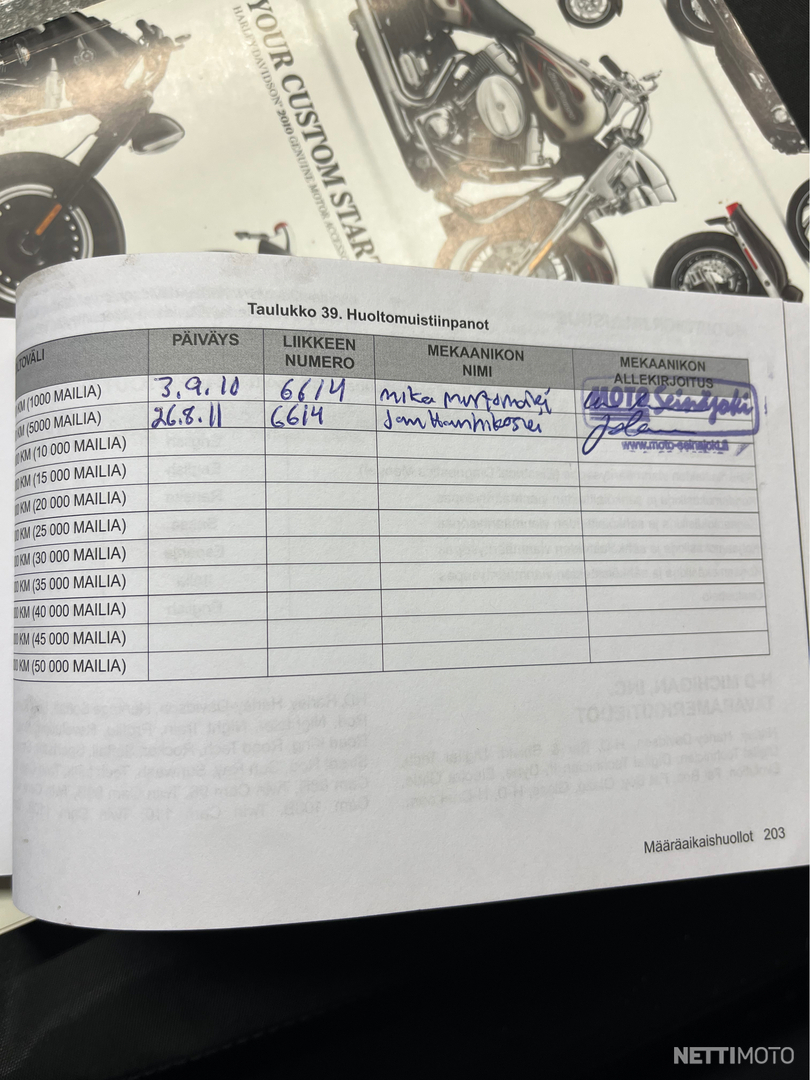 YOUR CUSTOM START
HARLEY-DAVIDSON® 2010 GENUINE MOTOR ACCESS
Taulukko 39. Huoltomuistiinpanot
LTOVÄLI
PÄIVÄYS
LIIKKEEN NUMERO
MEKAANIKON NIMI
MEKAANIKON ALLEKIRJOITUS
KM (1000 MAILIA) 3.9.10 6614 mika
MOTO Seinäjoki
KM (5000 MAILIA) 26.8.11 6614
www.moto-seinajoki.fi
KM (10 000 MAILIA)
KM (15 000 MAILIA)
KM (20 000 MAILIA)
KM (25 000 MAILIA)
KM (30 000 MAILIA)
KM (35 000 MAILIA)
KM (40 000 MAILIA)
KM (45 000 MAILIA)
KM (50 000 MAILIA)
Määräaikaishuollot 203
NETTIMOTO